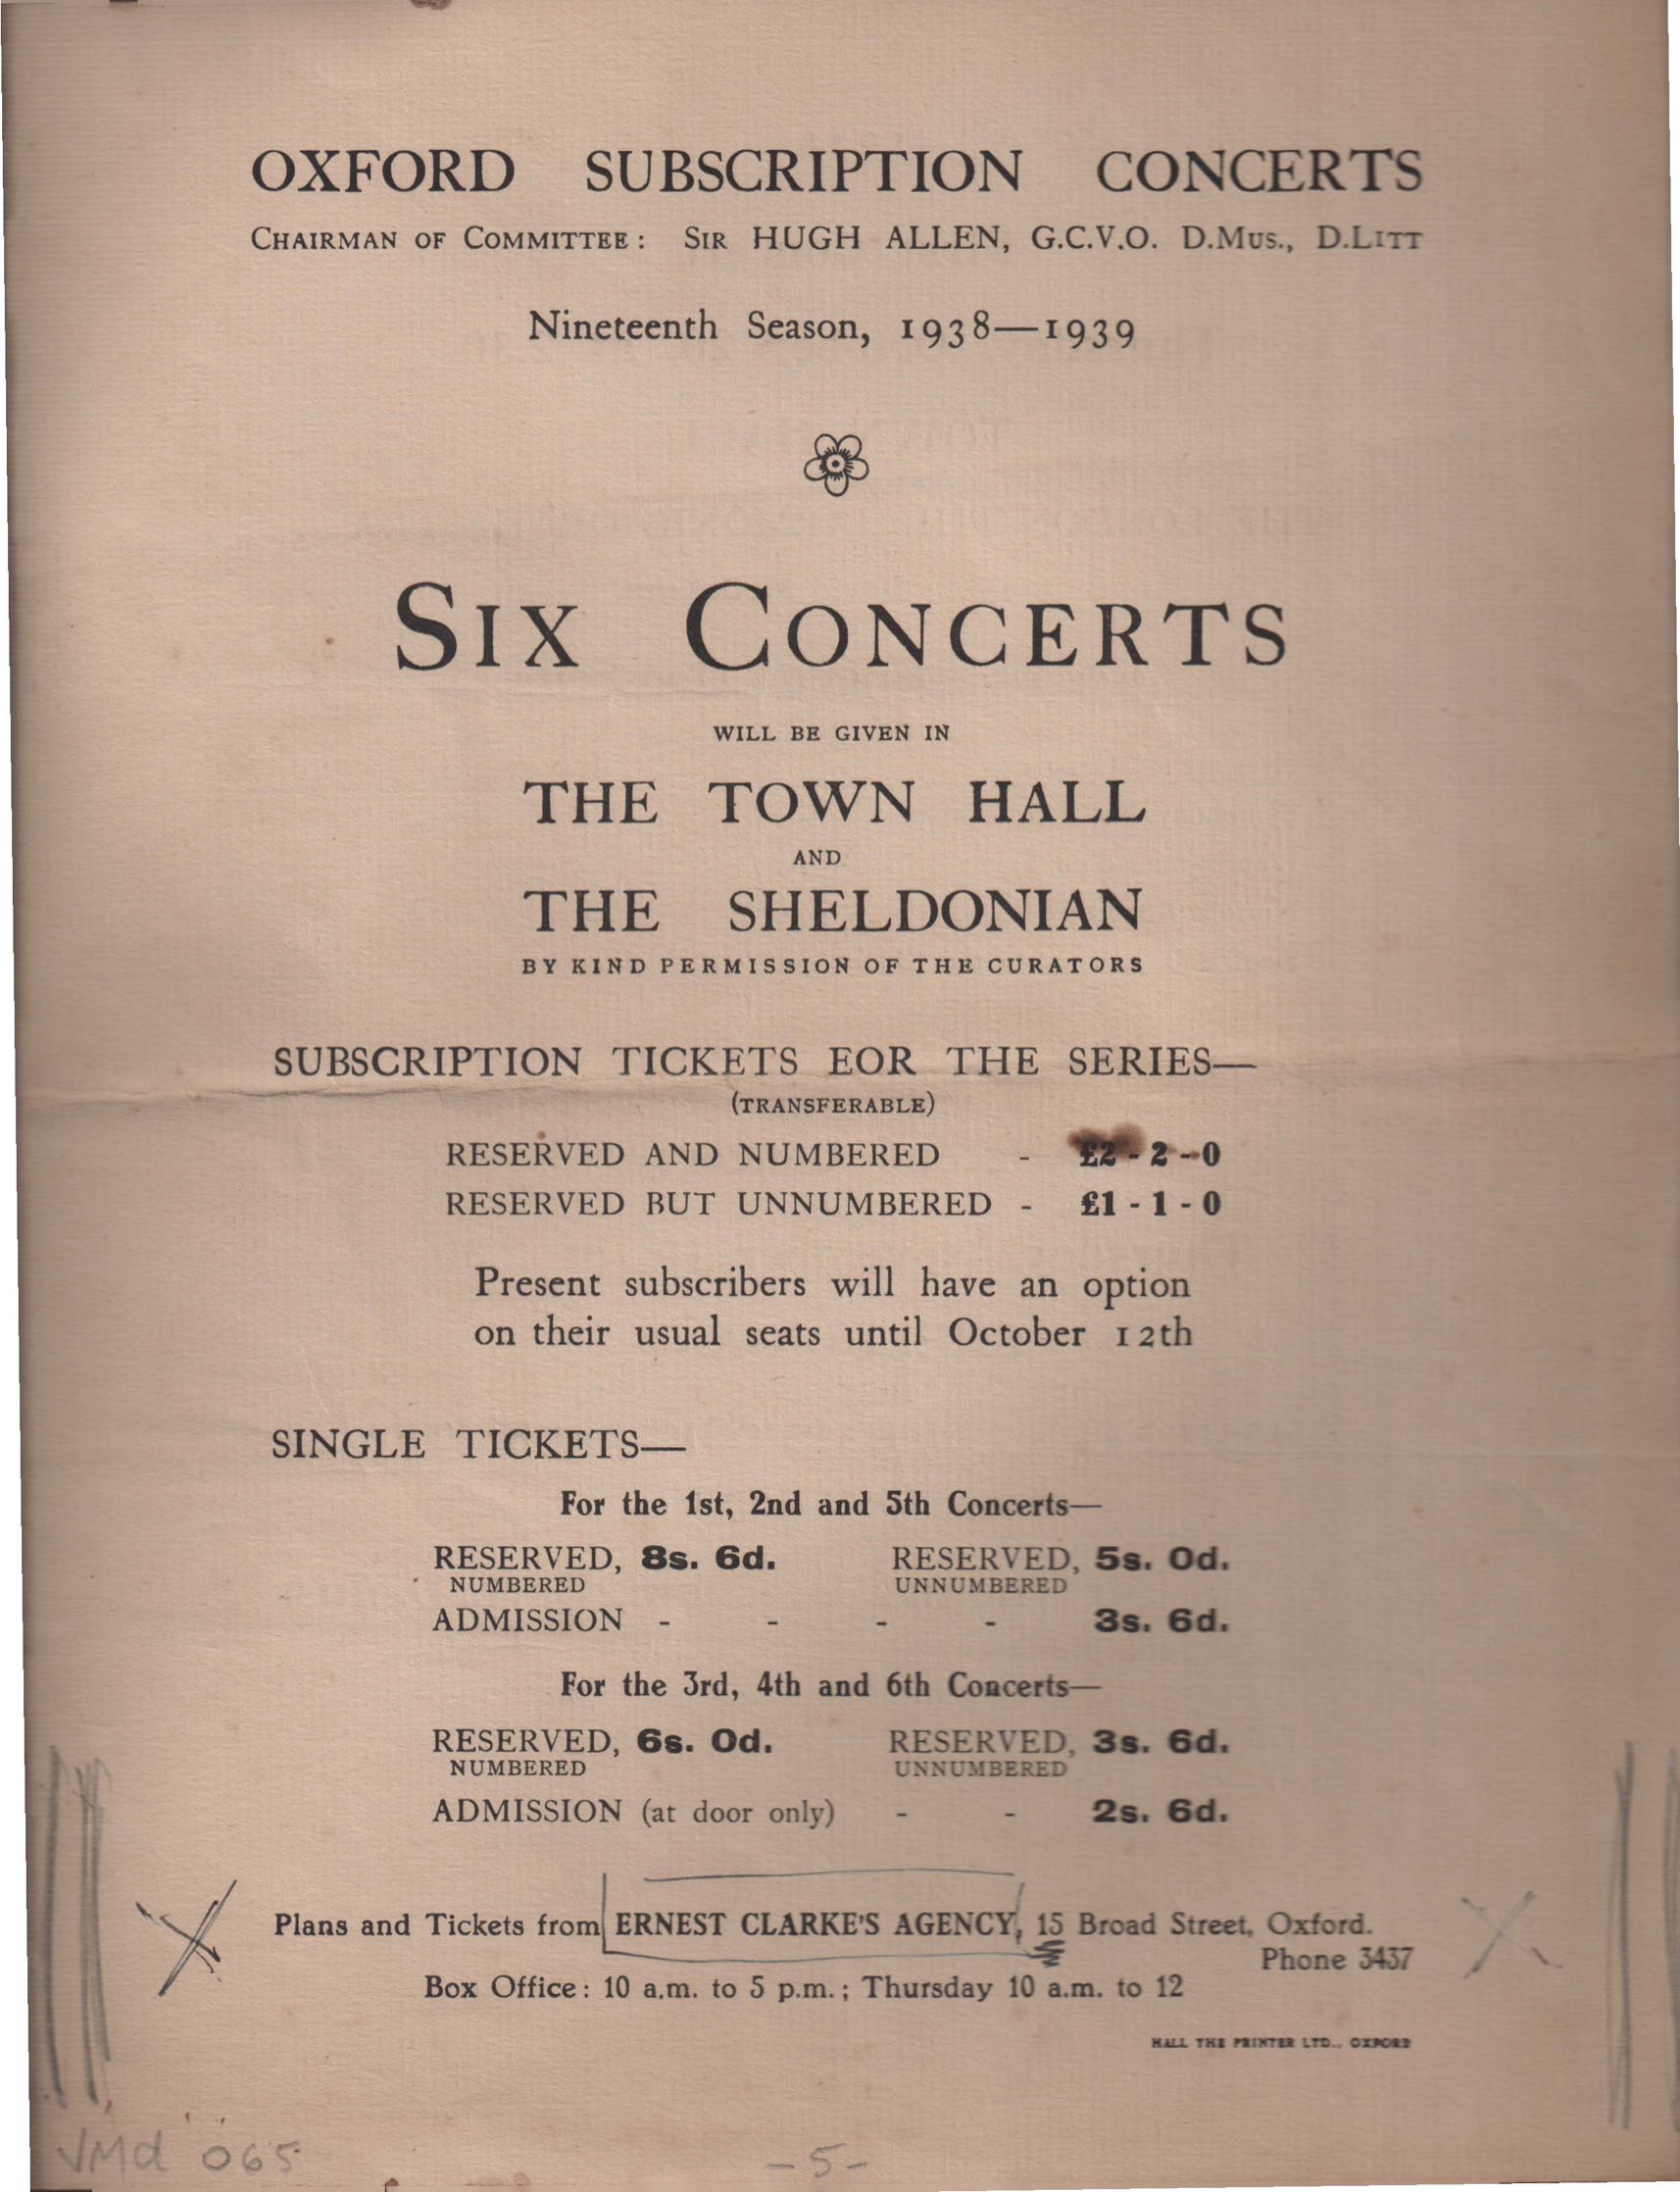 OXFORD SUBSCRIPTION CONCERTS
CHAIRMAN OF COMMITTEE: SIR HUGH ALLEN, G.C.V.O. D.MUS., D.LITT
Nineteenth Season, 1938—1939
SIX CONCERTS
WILL BE GIVEN IN
THE TOWN HALL
AND
THE SHELDONIAN
BY KIND PERMISSION OF THE CURATORS
SUBSCRIPTION TICKETS EOR THE SERIES—
(TRANSFERABLE)
RESERVED AND NUMBERED - £2 - 2 - 0
RESERVED BUT UNNUMBERED - £1 - 1 - 0
Present subscribers will have an option
on their usual seats until October 12th
SINGLE TICKETS—
For the 1st, 2nd and 5th Concerts—
RESERVED, 8s. 6d. RESERVED, 5s. 0d.
NUMBERED UNNUMBERED
ADMISSION - - - - 3s. 6d.
For the 3rd, 4th and 6th Concerts—
RESERVED, 6s. 0d. RESERVED, 3s. 6d.
NUMBERED UNNUMBERED
ADMISSION (at door only) - - 2s. 6d.
Plans and Tickets from ERNEST CLARKE'S AGENCY, 15 Broad Street, Oxford.
Phone 3437
Box Office: 10 a.m. to 5 p.m.; Thursday 10 a.m. to 12
HALL THE PRINTER LTD., OXFORD
VMd 065
-5-